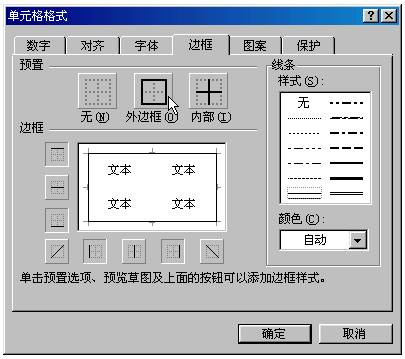 单元格格式
数字 对齐 字体 边框 图案 保护
预置
无(N) 外边框(O) 内部(I)
边框
文本 文本
文本 文本
线条
样式(S):
无
颜色(C):
自动
单击预置选项、预览草图及上面的按钮可以添加边框样式。
确定 取消